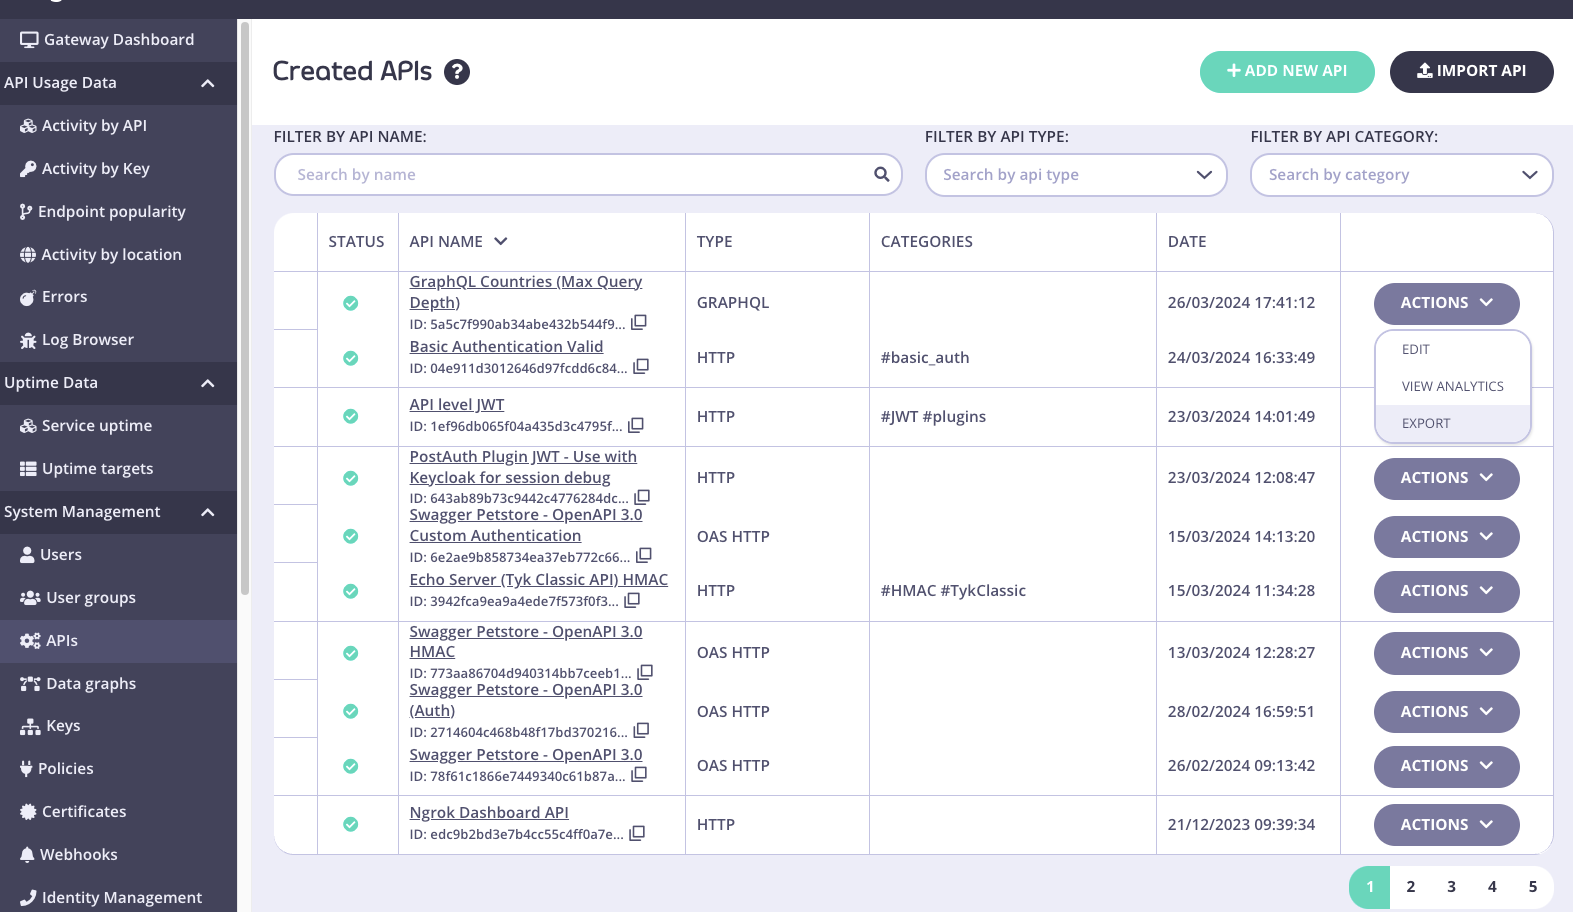 Gateway Dashboard
API Usage Data
Activity by API
Activity by Key
Endpoint popularity
Activity by location
Errors
Log Browser
Uptime Data
Service uptime
Uptime targets
System Management
Users
User groups
APIs
Data graphs
Keys
Policies
Certificates
Webhooks
Identity Management
Created APIs ?
+ ADD NEW API
IMPORT API
FILTER BY API NAME:
Search by name
FILTER BY API TYPE:
Search by api type
FILTER BY API CATEGORY:
Search by category
STATUS API NAME TYPE CATEGORIES DATE
GraphQL Countries (Max Query
Depth)
ID: 5a5c7f990ab34abe432b544f9...
GRAPHQL 26/03/2024 17:41:12 ACTIONS
EDIT
VIEW ANALYTICS
EXPORT
Basic Authentication Valid
ID: 04e911d3012646d97fcdd6c84...
HTTP #basic_auth 24/03/2024 16:33:49
API level JWT
ID: 1ef96db065f04a435d3c4795f...
HTTP #JWT #plugins 23/03/2024 14:01:49
PostAuth Plugin JWT - Use with
Keycloak for session debug
ID: 643ab89b73c9442c4776284dc...
HTTP 23/03/2024 12:08:47 ACTIONS
Swagger Petstore - OpenAPI 3.0
Custom Authentication
ID: 6e2ae9b858734ea37eb772c66...
OAS HTTP 15/03/2024 14:13:20 ACTIONS
Echo Server (Tyk Classic API) HMAC
ID: 3942fca9ea9a4ede7f573f0f3...
HTTP #HMAC #TykClassic 15/03/2024 11:34:28 ACTIONS
Swagger Petstore - OpenAPI 3.0
HMAC
ID: 773aa86704d940314bb7ceeb1...
OAS HTTP 13/03/2024 12:28:27 ACTIONS
Swagger Petstore - OpenAPI 3.0
(Auth)
ID: 2714604c468b48f17bd370216...
OAS HTTP 28/02/2024 16:59:51 ACTIONS
Swagger Petstore - OpenAPI 3.0
ID: 78f61c1866e7449340c61b87a...
OAS HTTP 26/02/2024 09:13:42 ACTIONS
Ngrok Dashboard API
ID: edc9b2bd3e7b4cc55c4ff0a7e...
HTTP 21/12/2023 09:39:34 ACTIONS
1 2 3 4 5